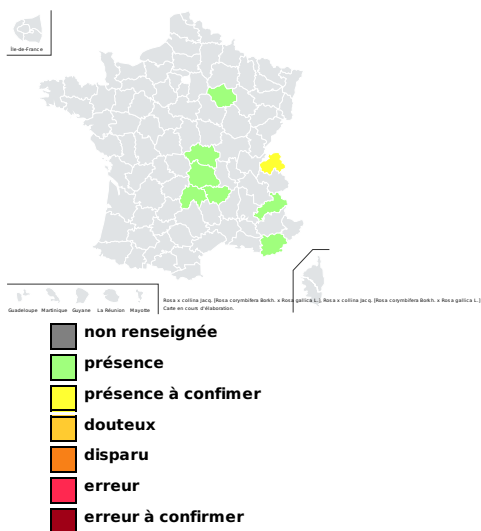 Île-de-France
Guadeloupe Martinique Guyane La Réunion Mayotte
Rosa x collina Jacq. [Rosa corymbifera Borkh. x Rosa gallica L.], Rosa x collina Jacq. [Rosa corymbifera Borkh. x Rosa gallica L.]
Carte en cours d'élaboration.
non renseignée
présence
présence à confimer
douteux
disparu
erreur
erreur à confirmer